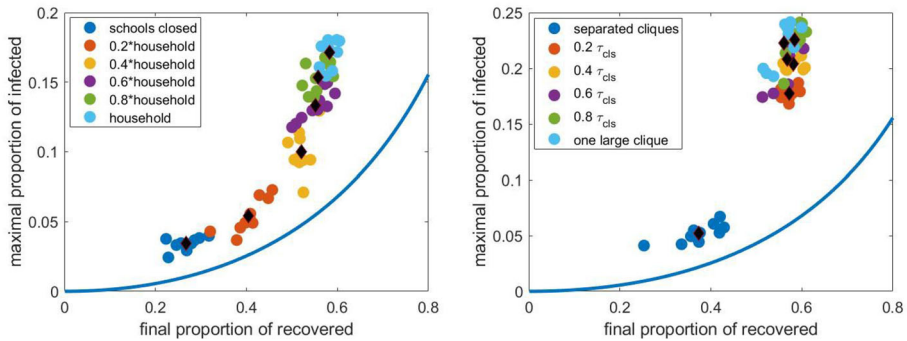 schools closed
0.2*household
0.4*household
0.6*household
0.8*household
household
0.2
0.15
0.1
0.05
0
0
0.2
0.4
0.6
0.8
maximal proportion of infected
final proportion of recovered
separated cliques
0.2 τcls
0.4 τcls
0.6 τcls
0.8 τcls
one large clique
0.25
0.2
0.15
0.1
0.05
0
0
0.2
0.4
0.6
0.8
maximal proportion of infected
final proportion of recovered